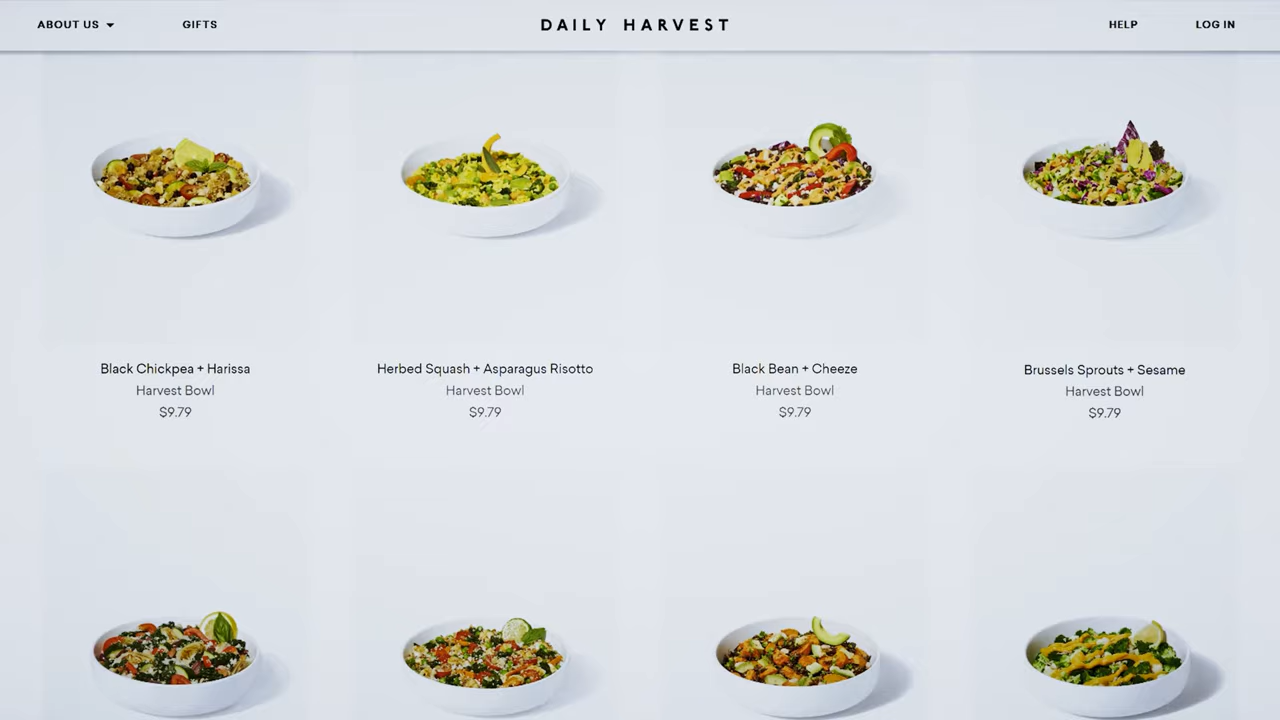 ABOUT US
GIFTS
DAILY HARVEST
HELP
LOG IN
Black Chickpea + Harissa
Harvest Bowl
$9.79
Herbed Squash + Asparagus Risotto
Harvest Bowl
$9.79
Black Bean + Cheeze
Harvest Bowl
$9.79
Brussels Sprouts + Sesame
Harvest Bowl
$9.79